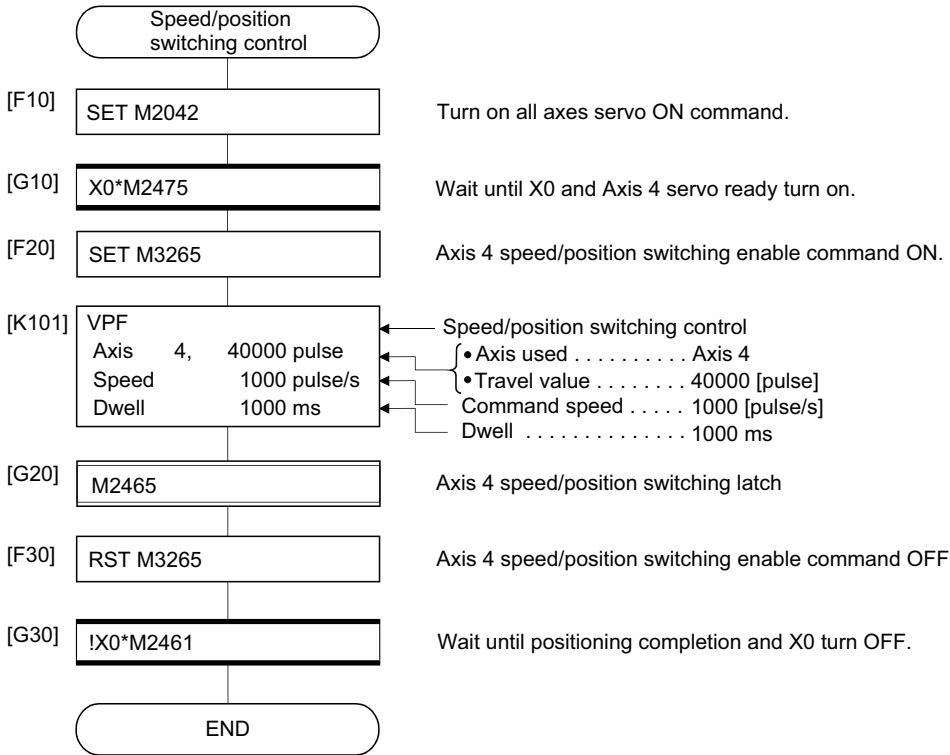 Speed/position
switching control
[F10] SET M2042 Turn on all axes servo ON command.
[G10] X0*M2475 Wait until X0 and Axis 4 servo ready turn on.
[F20] SET M3265 Axis 4 speed/position switching enable command ON.
[K101] VPF Speed/position switching control
Axis 4, 40000 pulse • Axis used . . . . . . . . . . Axis 4
• Travel value . . . . . . . . 40000 [pulse]
Speed 1000 pulse/s Command speed . . . . . 1000 [pulse/s]
Dwell 1000 ms Dwell . . . . . . . . . . . . . . 1000 ms
[G20] M2465 Axis 4 speed/position switching latch
[F30] RST M3265 Axis 4 speed/position switching enable command OFF
[G30] !X0*M2461 Wait until positioning completion and X0 turn OFF.
END